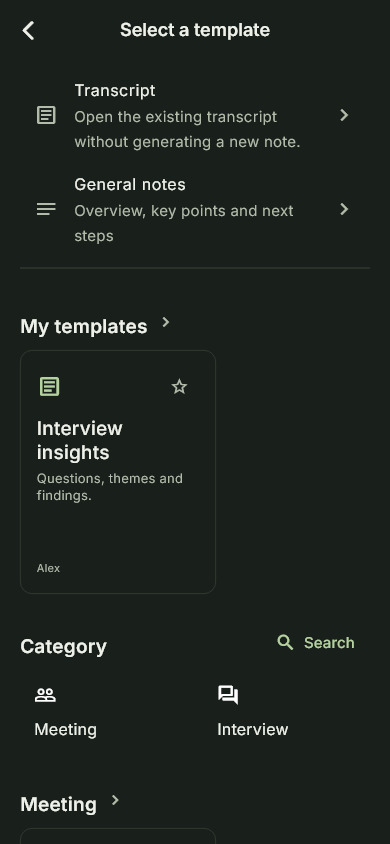 Select a template
Transcript
Open the existing transcript
without generating a new note.
General notes
Overview, key points and next
steps
My templates
Interview
insights
Questions, themes and
findings.
Alex
Category
Search
Meeting
Interview
Meeting